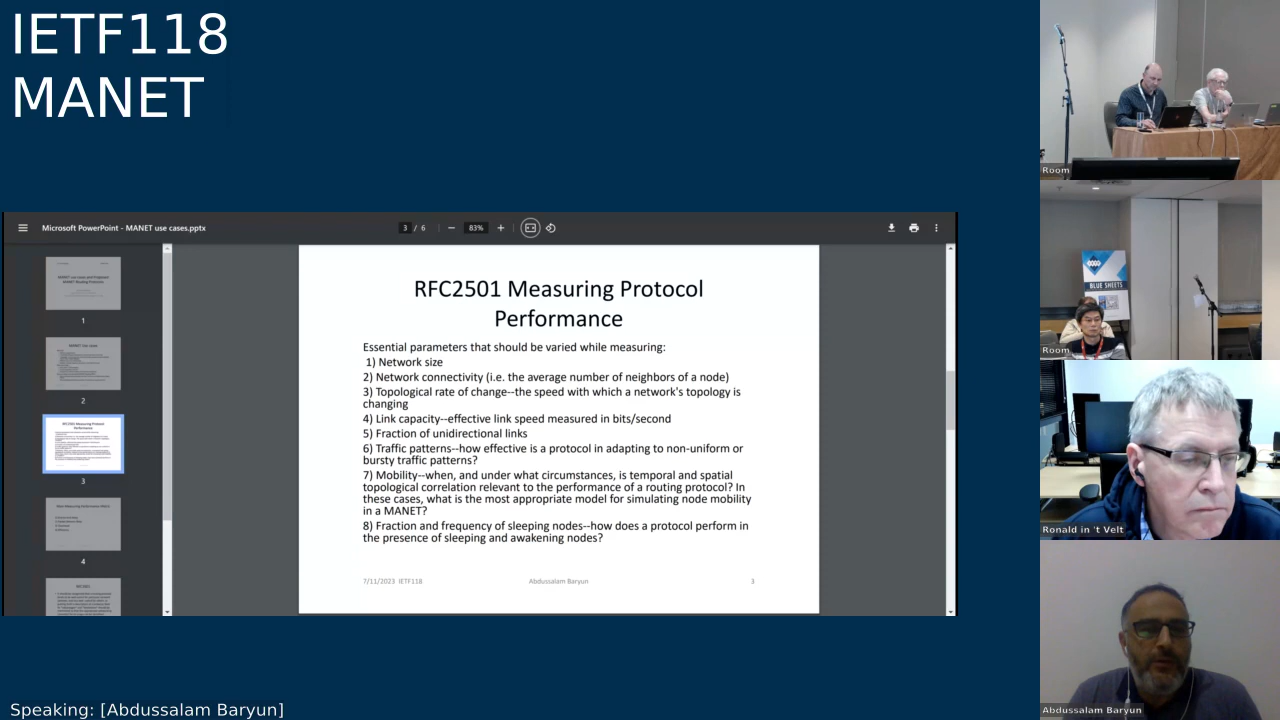 IETF118
MANET
Microsoft PowerPoint - MANET use cases.pptx
3 / 6
83%
1
2
3
4
RFC2501 Measuring Protocol
Performance
Essential parameters that should be varied while measuring:
1) Network size
2) Network connectivity (i.e. the average number of neighbors of a node)
3) Topological rate of change--the speed with which a network's topology is
changing
4) Link capacity--effective link speed measured in bits/second
5) Fraction of unidirectional links
6) Traffic patterns--how effective is a protocol in adapting to non-uniform or
bursty traffic patterns?
7) Mobility--when, and under what circumstances, is temporal and spatial
topological correlation relevant to the performance of a routing protocol? In
these cases, what is the most appropriate model for simulating node mobility
in a MANET?
8) Fraction and frequency of sleeping nodes--how does a protocol perform in
the presence of sleeping and awakening nodes?
7/11/2023 IETF118
Abdussalam Baryun
3
Room
BLUE SHEETS
Room
Ronald in 't Velt
Abdussalam Baryun
Speaking: [Abdussalam Baryun]